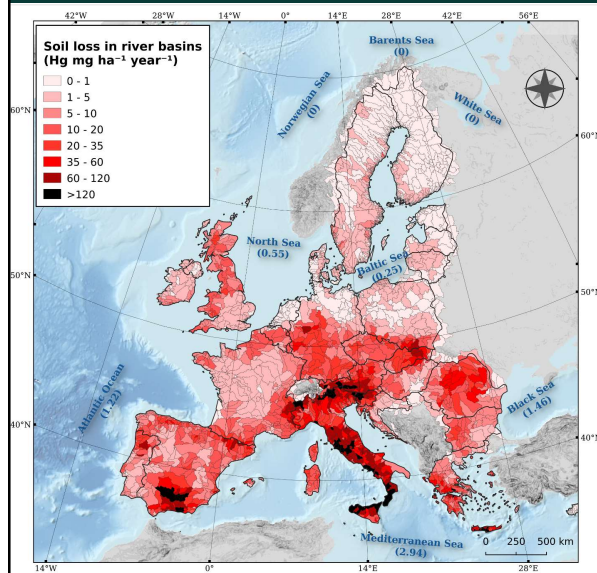 42°W 28°W 14°W 0° 14°E 28°E 42°E 56°E
Soil loss in river basins
(Hg mg ha⁻¹ year⁻¹)
0 - 1
1 - 5
5 - 10
10 - 20
20 - 35
35 - 60
60 - 120
>120
Barents Sea
(0)
Norwegian Sea
(0)
White Sea
(0)
60°N
60°N
North Sea
(0.55)
Baltic Sea
(0.25)
50°N
50°N
Atlantic Ocean
Black Sea
(1.46)
40°N
40°N
Mediterranean Sea
(2.94)
0 250 500 km
14°W 0° 14°E 28°E